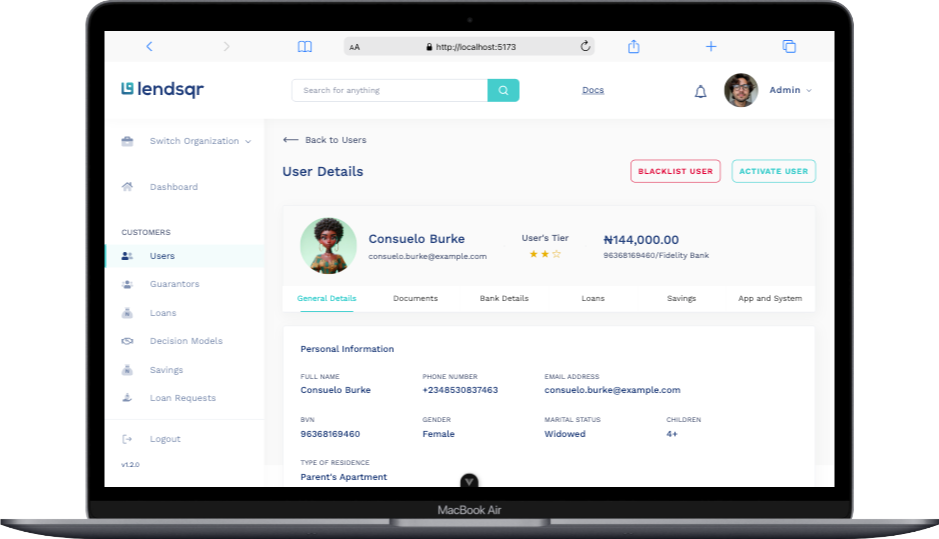 AA http://localhost:5173
lendsqr
Search for anything
Docs
Admin
Switch Organization
Dashboard
CUSTOMERS
Users
Guarantors
Loans
Decision Models
Savings
Loan Requests
Logout
v1.2.0
Back to Users
User Details
BLACKLIST USER
ACTIVATE USER
Consuelo Burke
consuelo.burke@example.com
User's Tier
₦144,000.00
96368169460/Fidelity Bank
General Details Documents Bank Details Loans Savings App and System
Personal Information
FULL NAME PHONE NUMBER EMAIL ADDRESS
Consuelo Burke +2348530837463 consuelo.burke@example.com
BVN GENDER MARITAL STATUS CHILDREN
96368169460 Female Widowed 4+
TYPE OF RESIDENCE
Parent's Apartment
MacBook Air